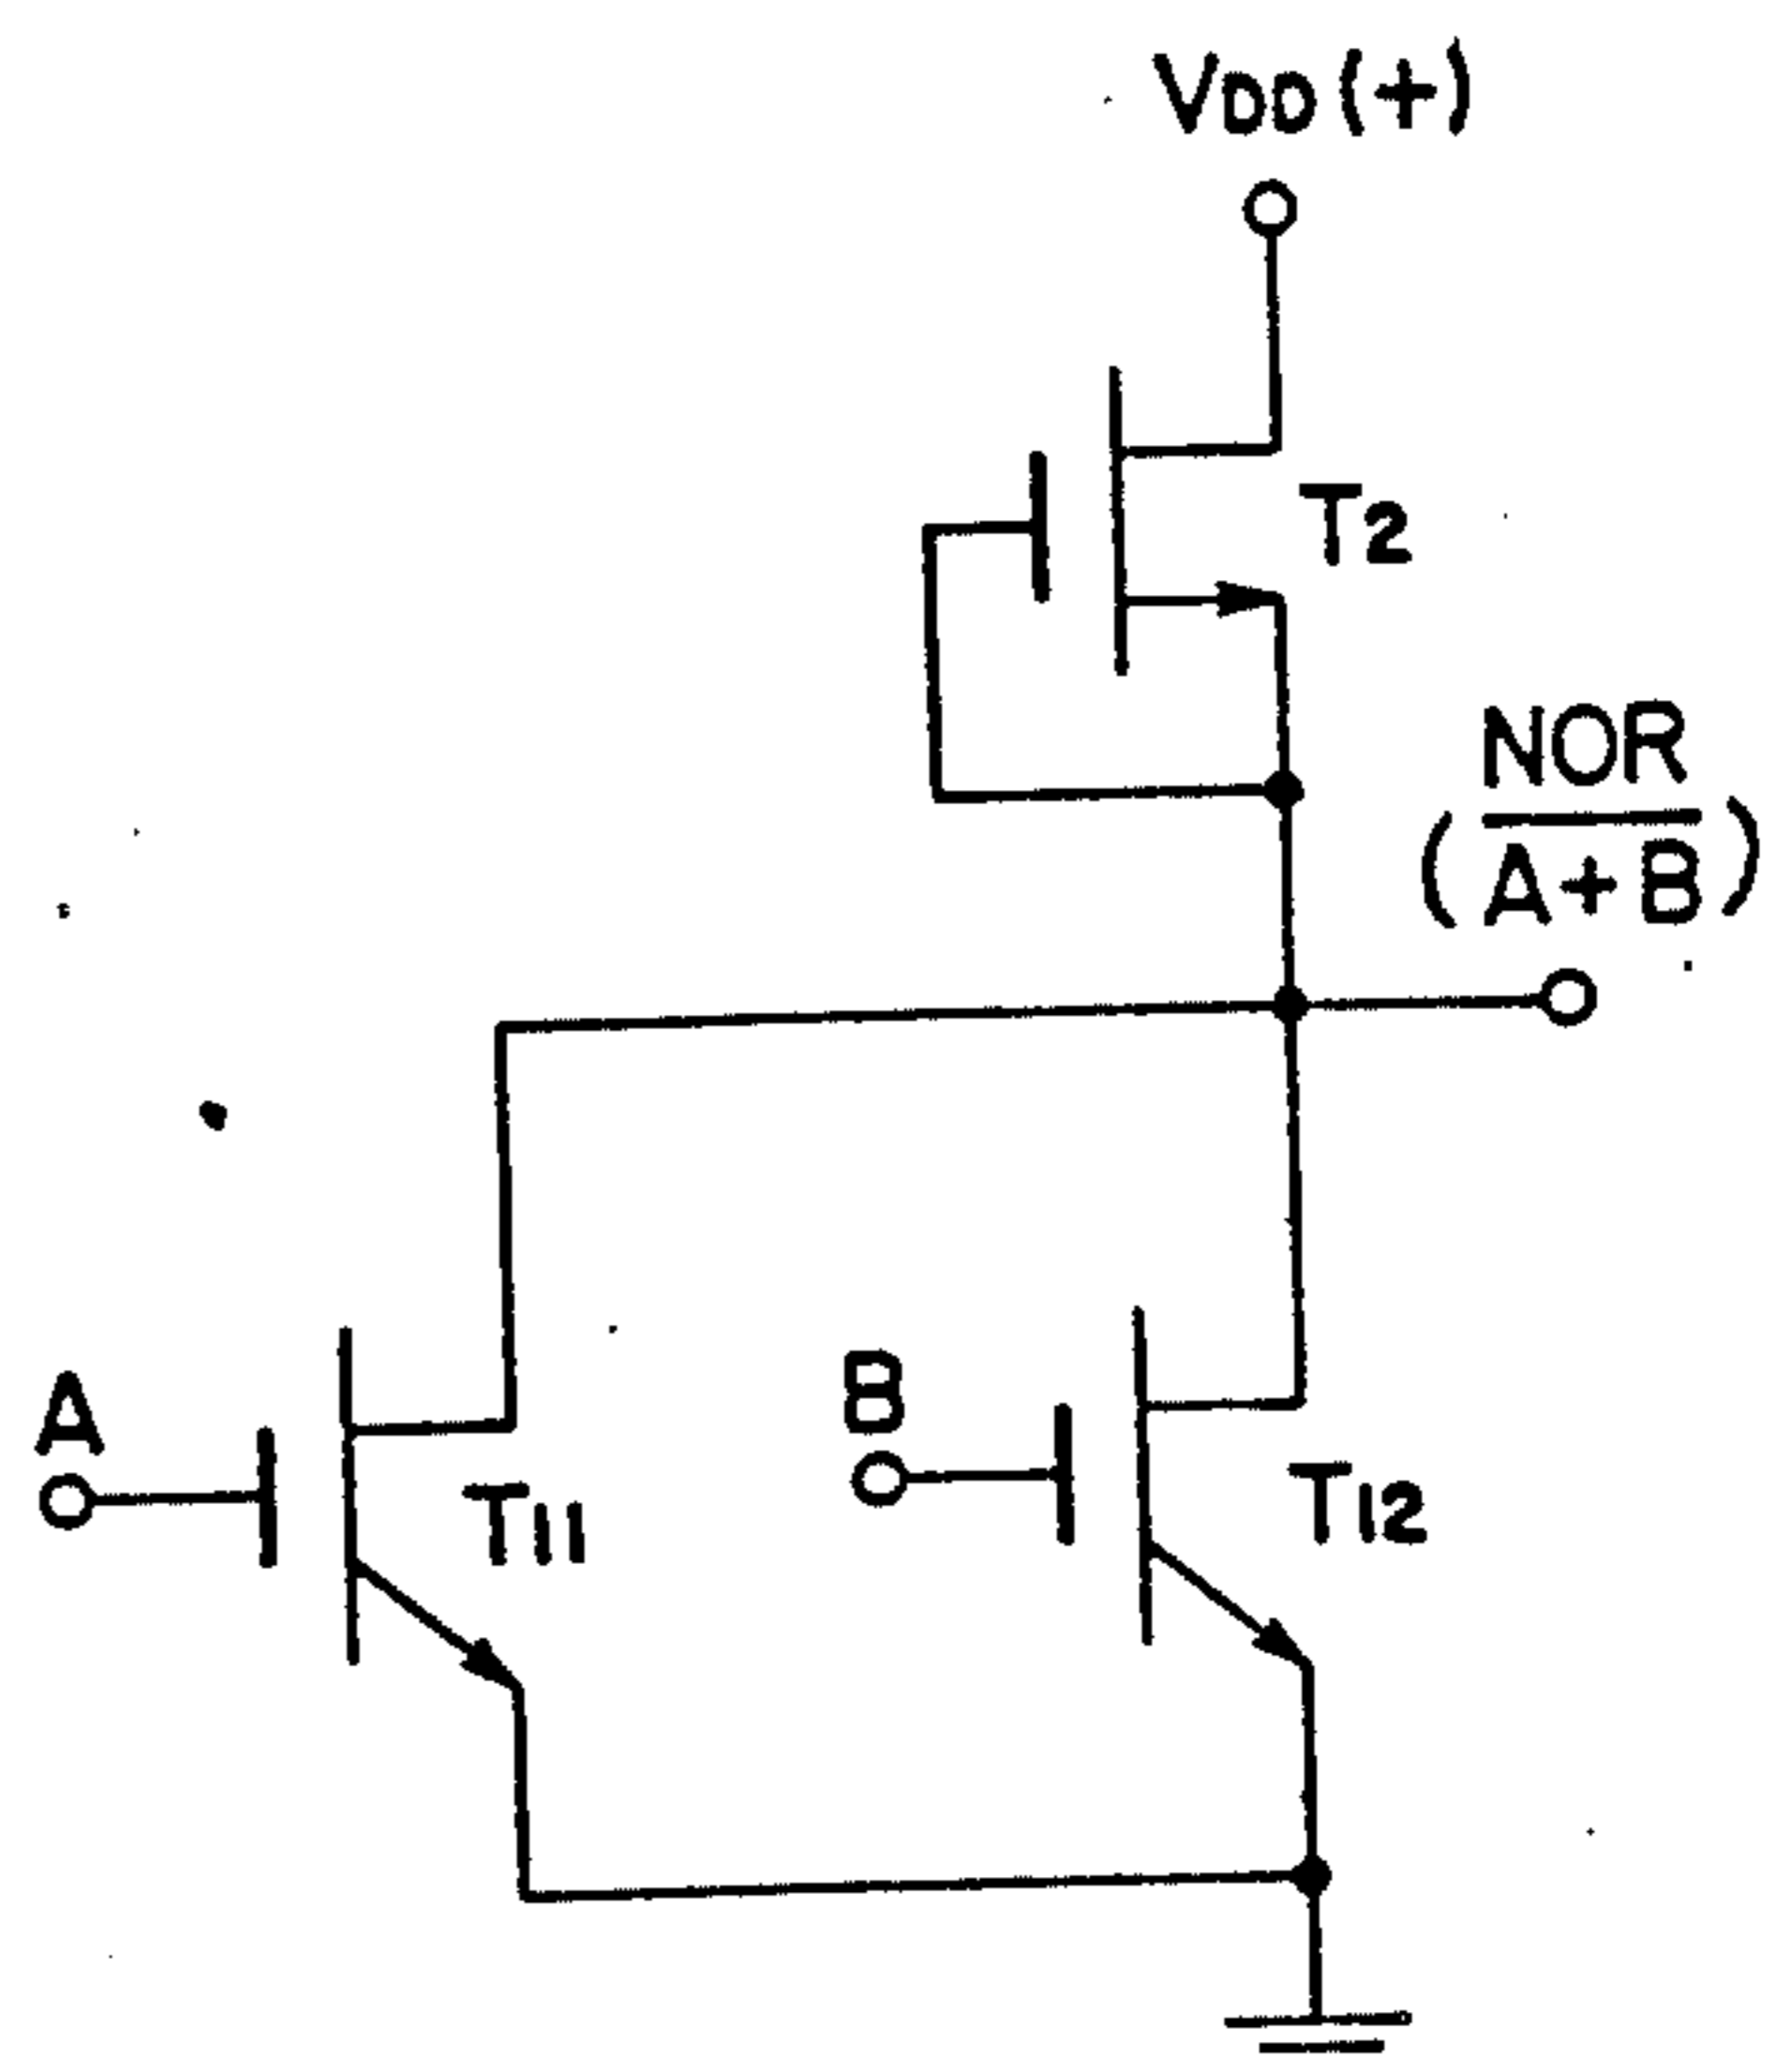 VDD(+)
T2
NOR
(A+B)
A
T11
B
T12